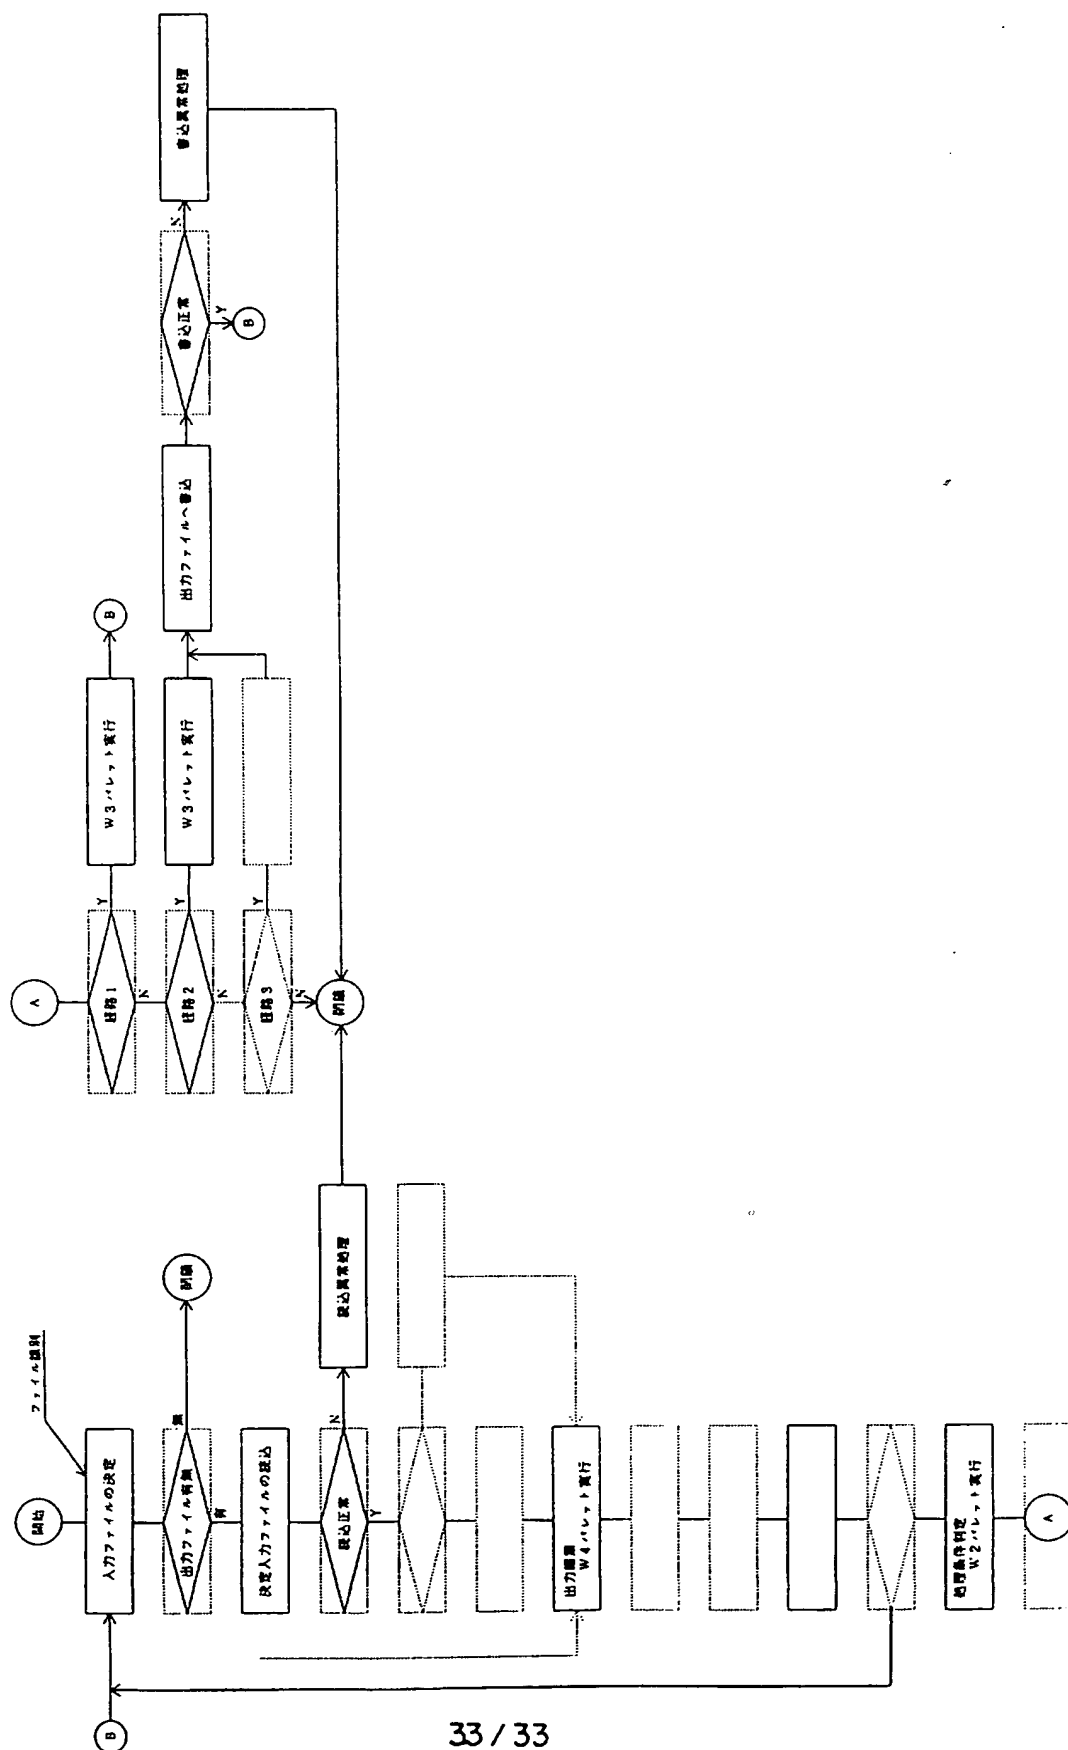 開始
ファイル識別
B
入力ファイルの決定
出力ファイル有無
無
閉鎖
有
決定入力ファイルの読込
読込正常
N
読込異常処理
Y
出力編集
W4パレット実行
処理条件判定
W2パレット実行
A
A
経路1
Y
W3パレット実行
B
N
経路2
Y
W3パレット実行
出力ファイルへ書込
書込正常
N
書込異常処理
Y
B
N
経路3
Y
N
閉鎖
33/33